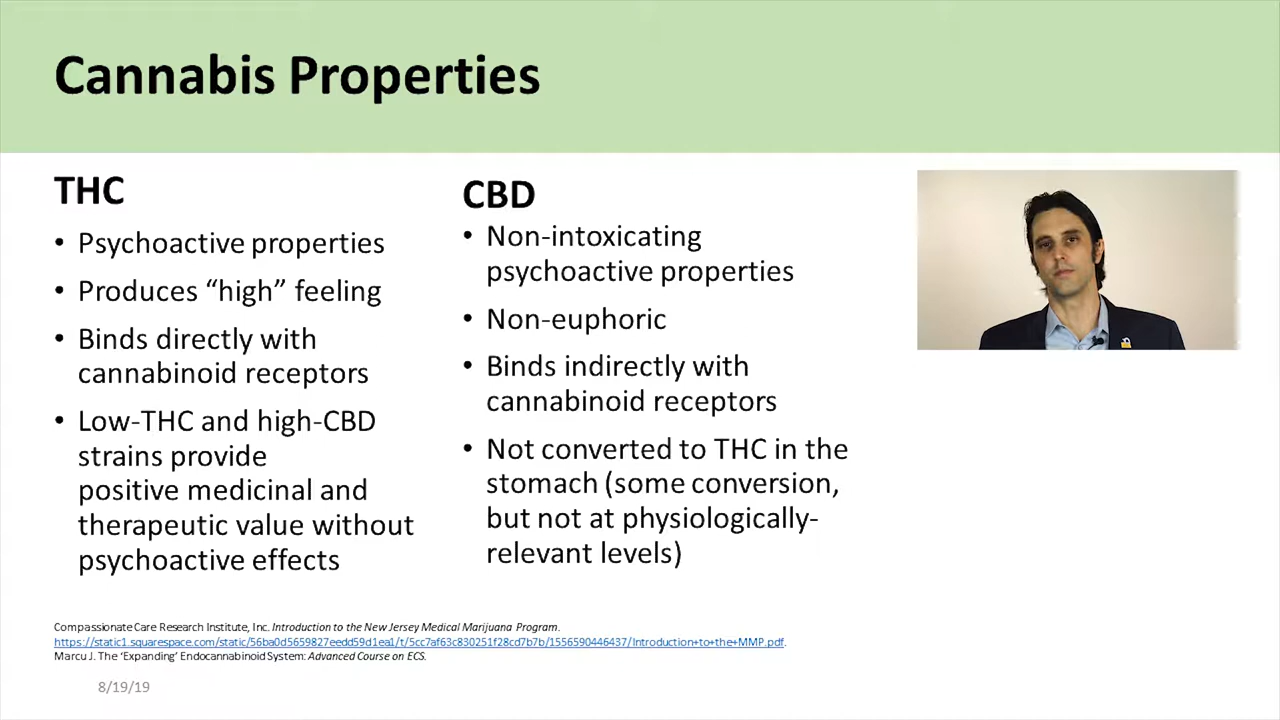 Cannabis Properties
THC
• Psychoactive properties
• Produces “high” feeling
• Binds directly with
cannabinoid receptors
• Low-THC and high-CBD
strains provide
positive medicinal and
therapeutic value without
psychoactive effects
CBD
• Non-intoxicating
psychoactive properties
• Non-euphoric
• Binds indirectly with
cannabinoid receptors
• Not converted to THC in the
stomach (some conversion,
but not at physiologically-
relevant levels)
Compassionate Care Research Institute, Inc. Introduction to the New Jersey Medical Marijuana Program.
https://static1.squarespace.com/static/56ba0d5659827eedd59d1ea1/t/5cc7af63c830251f28cd7b7b/1556590446437/Introduction+to+the+MMP.pdf.
Marcu J. The ‘Expanding’ Endocannabinoid System: Advanced Course on ECS.
8/19/19